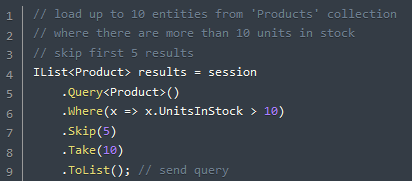 1 // load up to 10 entities from 'Products' collection
2 // where there are more than 10 units in stock
3 // skip first 5 results
4 IList<Product> results = session
5     .Query<Product>()
6     .Where(x => x.UnitsInStock > 10)
7     .Skip(5)
8     .Take(10)
9     .ToList(); // send query